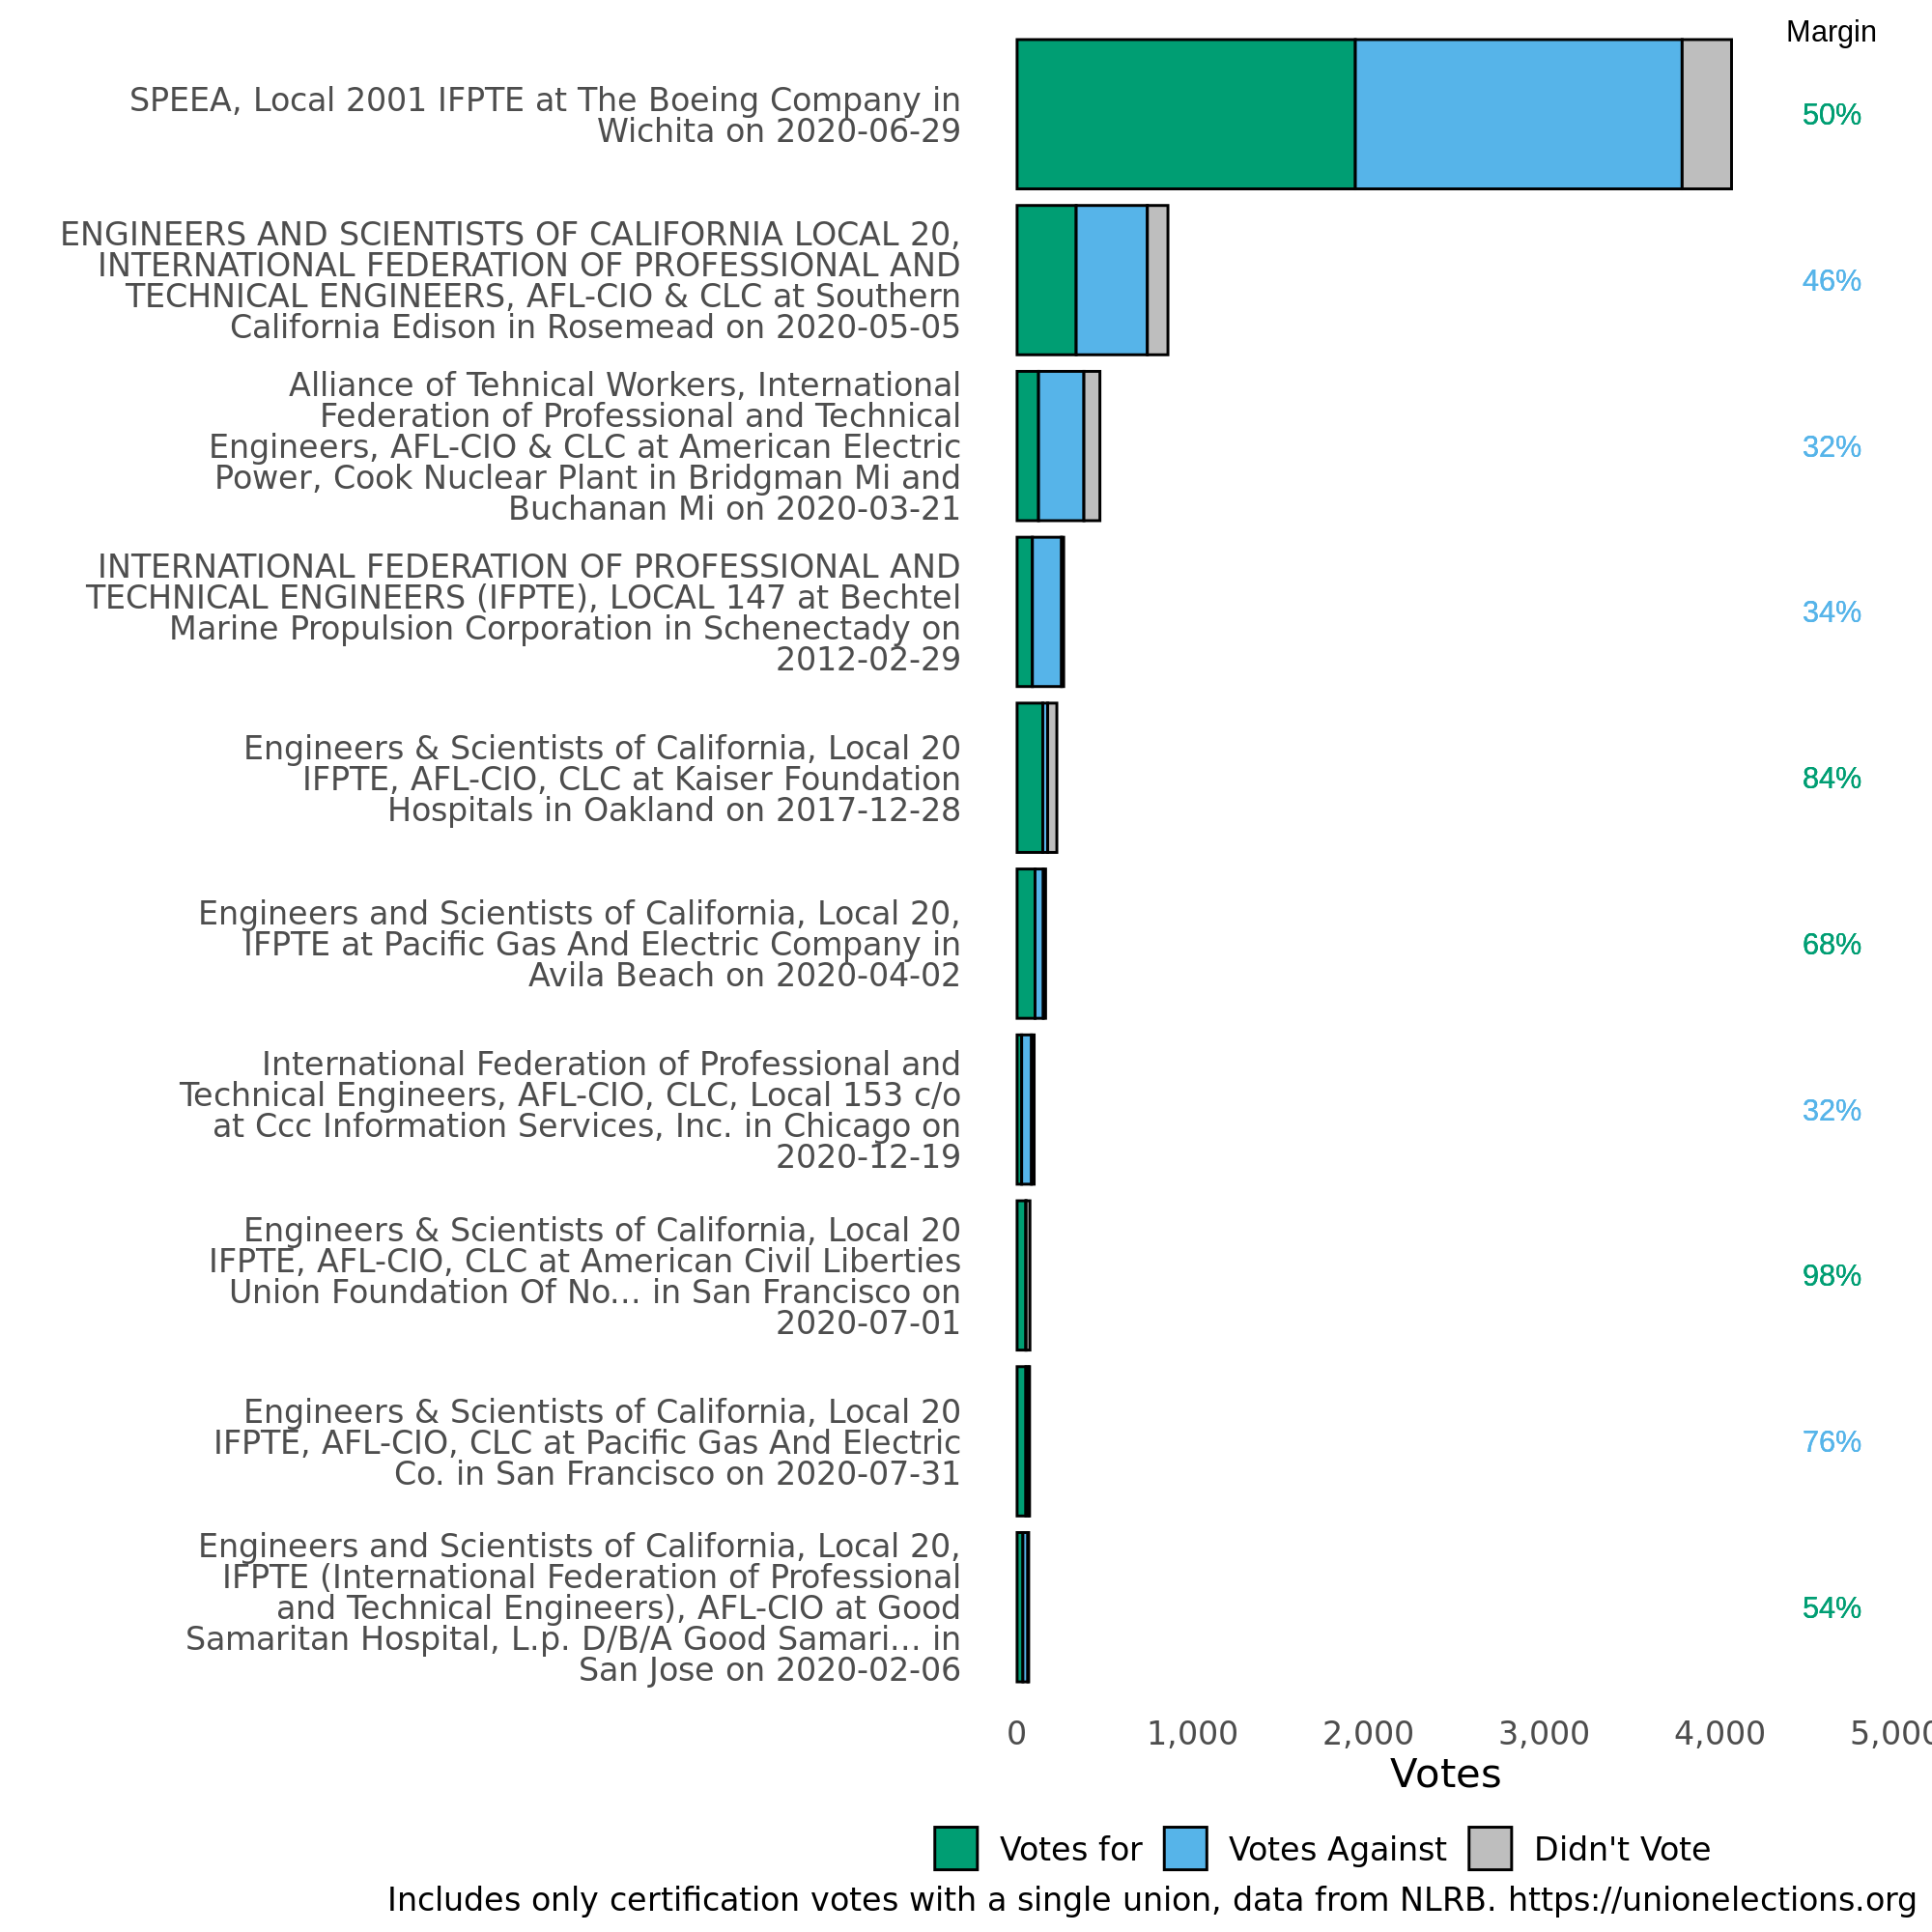 Margin
SPEEA, Local 2001 IFPTE at The Boeing Company in
Wichita on 2020-06-29
50%
ENGINEERS AND SCIENTISTS OF CALIFORNIA LOCAL 20,
INTERNATIONAL FEDERATION OF PROFESSIONAL AND
TECHNICAL ENGINEERS, AFL-CIO & CLC at Southern
California Edison in Rosemead on 2020-05-05
46%
Alliance of Tehnical Workers, International
Federation of Professional and Technical
Engineers, AFL-CIO & CLC at American Electric
Power, Cook Nuclear Plant in Bridgman Mi and
Buchanan Mi on 2020-03-21
32%
INTERNATIONAL FEDERATION OF PROFESSIONAL AND
TECHNICAL ENGINEERS (IFPTE), LOCAL 147 at Bechtel
Marine Propulsion Corporation in Schenectady on
2012-02-29
34%
Engineers & Scientists of California, Local 20
IFPTE, AFL-CIO, CLC at Kaiser Foundation
Hospitals in Oakland on 2017-12-28
84%
Engineers and Scientists of California, Local 20,
IFPTE at Pacific Gas And Electric Company in
Avila Beach on 2020-04-02
68%
International Federation of Professional and
Technical Engineers, AFL-CIO, CLC, Local 153 c/o
at Ccc Information Services, Inc. in Chicago on
2020-12-19
32%
Engineers & Scientists of California, Local 20
IFPTE, AFL-CIO, CLC at American Civil Liberties
Union Foundation Of No... in San Francisco on
2020-07-01
98%
Engineers & Scientists of California, Local 20
IFPTE, AFL-CIO, CLC at Pacific Gas And Electric
Co. in San Francisco on 2020-07-31
76%
Engineers and Scientists of California, Local 20,
IFPTE (International Federation of Professional
and Technical Engineers), AFL-CIO at Good
Samaritan Hospital, L.p. D/B/A Good Samari... in
San Jose on 2020-02-06
54%
0 1,000 2,000 3,000 4,000 5,000
Votes
Votes for Votes Against Didn't Vote
Includes only certification votes with a single union, data from NLRB. https://unionelections.org